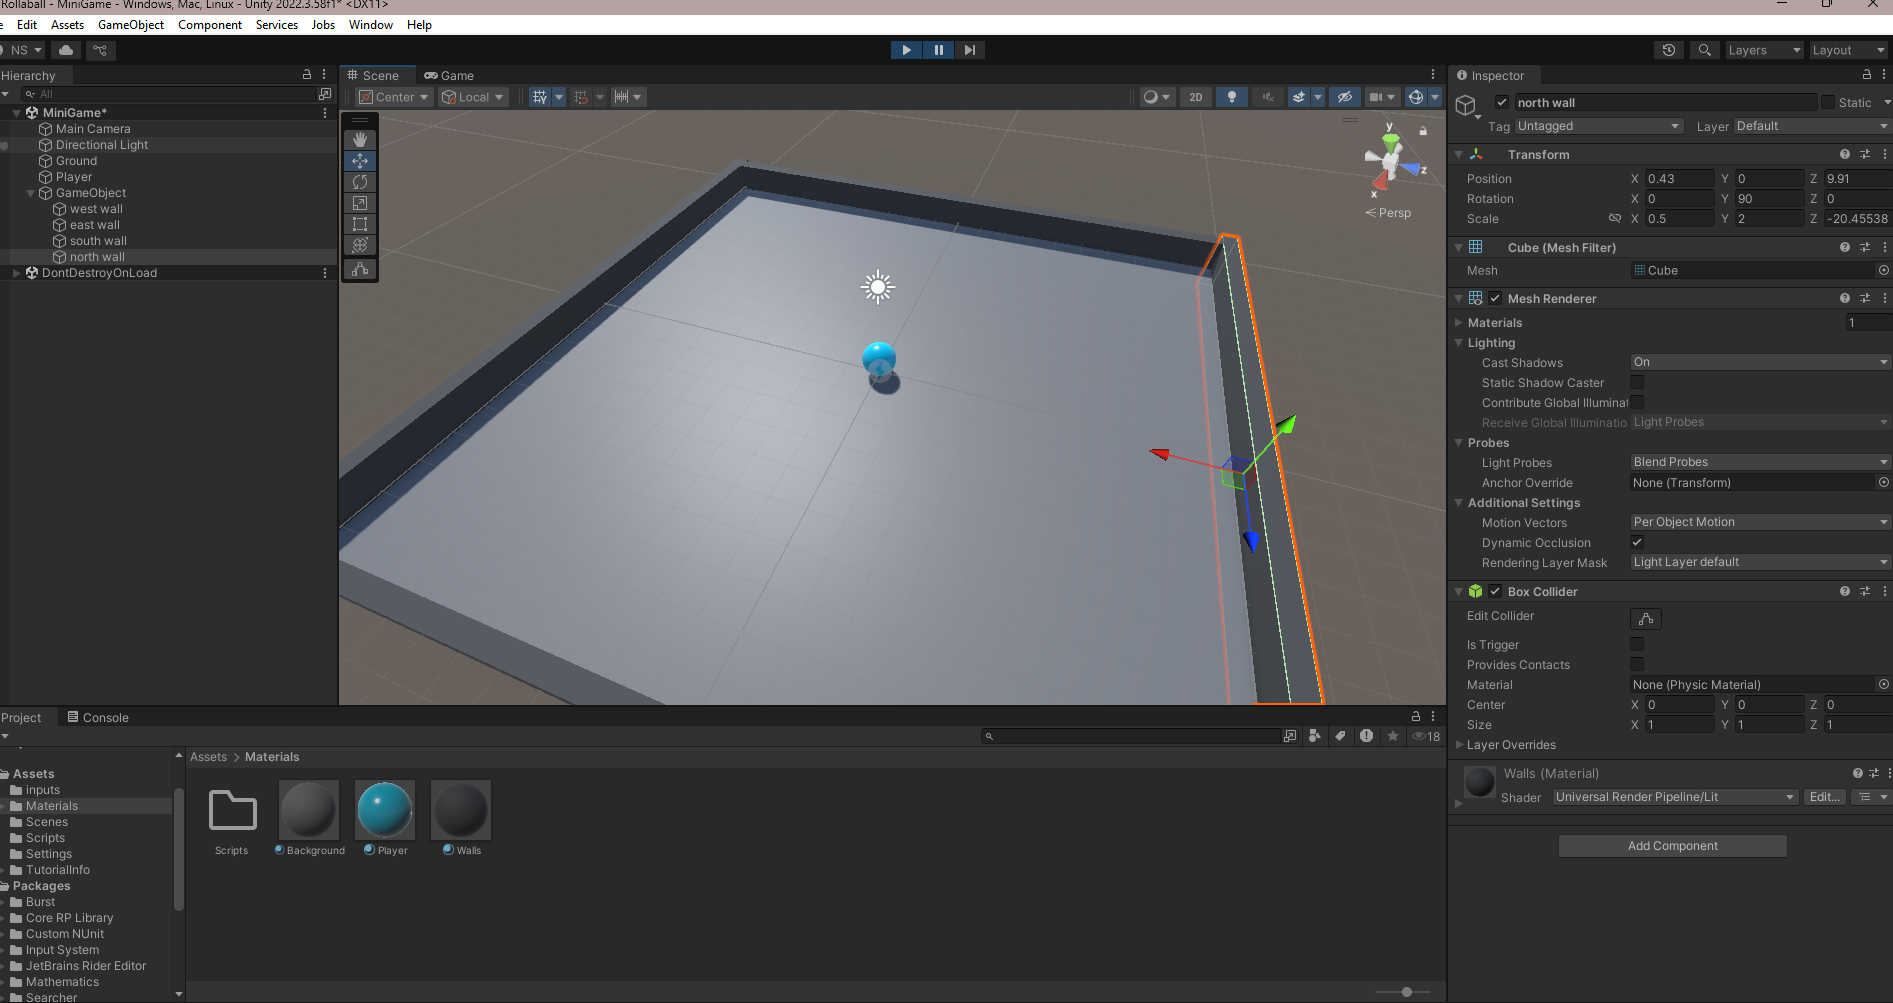 Rollaball - MiniGame - Windows, Mac, Linux - Unity 2022.3.58f1* <DX11>
Edit Assets GameObject Component Services Jobs Window Help
NS Layers Layout
Hierarchy
All
MiniGame*
Main Camera
Directional Light
Ground
Player
GameObject
west wall
east wall
south wall
north wall
DontDestroyOnLoad
Scene Game
Center Local 2D
y
z
x
Persp
Inspector
north wall Static
Tag Untagged Layer Default
Transform
Position X 0.43 Y 0 Z 9.91
Rotation X 0 Y 90 Z 0
Scale X 0.5 Y 2 Z -20.45538
Cube (Mesh Filter)
Mesh Cube
Mesh Renderer
Materials 1
Lighting
Cast Shadows On
Static Shadow Caster
Contribute Global Illuminat
Receive Global Illuminatio Light Probes
Probes
Light Probes Blend Probes
Anchor Override None (Transform)
Additional Settings
Motion Vectors Per Object Motion
Dynamic Occlusion
Rendering Layer Mask Light Layer default
Box Collider
Edit Collider
Is Trigger
Provides Contacts
Material None (Physic Material)
Center X 0 Y 0 Z 0
Size X 1 Y 1 Z 1
Layer Overrides
Walls (Material)
Shader Universal Render Pipeline/Lit Edit...
Add Component
Project Console
18
Assets
inputs
Materials
Scenes
Scripts
Settings
TutorialInfo
Packages
Burst
Core RP Library
Custom NUnit
Input System
JetBrains Rider Editor
Mathematics
Searcher
Assets > Materials
Scripts Background Player Walls